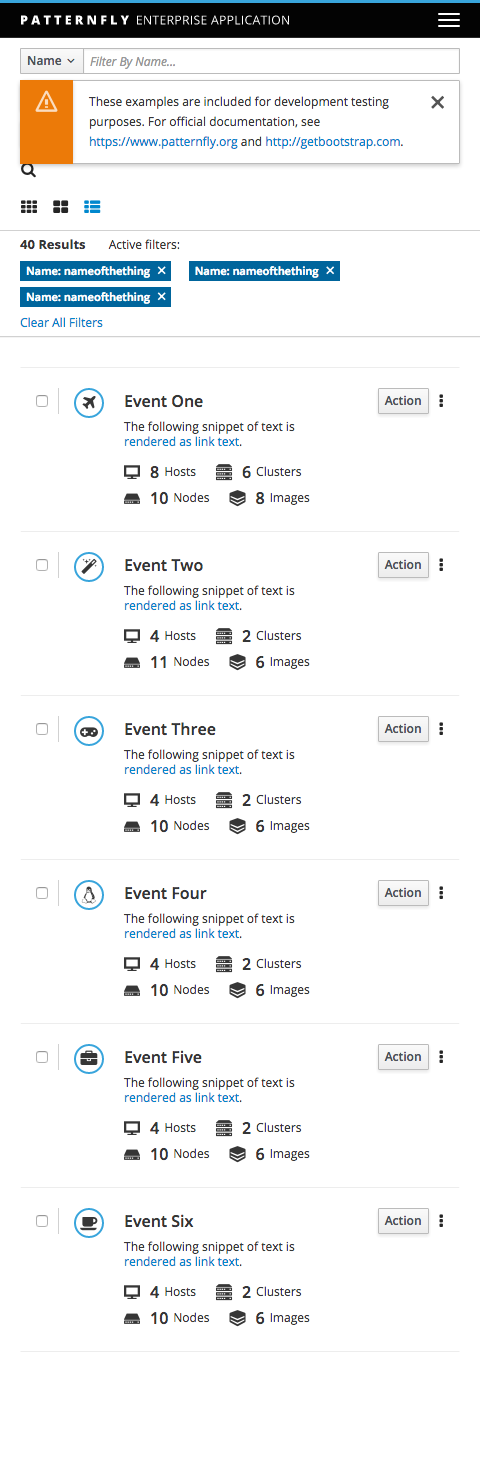 PATTERNFLY ENTERPRISE APPLICATION
Name
Filter By Name...
These examples are included for development testing
purposes. For official documentation, see
https://www.patternfly.org and http://getbootstrap.com.
40 Results Active filters:
Name: nameofthething ✕ Name: nameofthething ✕
Name: nameofthething ✕
Clear All Filters
Event One
Action
The following snippet of text is
rendered as link text.
8 Hosts 6 Clusters
10 Nodes 8 Images
Event Two
Action
The following snippet of text is
rendered as link text.
4 Hosts 2 Clusters
11 Nodes 6 Images
Event Three
Action
The following snippet of text is
rendered as link text.
4 Hosts 2 Clusters
10 Nodes 6 Images
Event Four
Action
The following snippet of text is
rendered as link text.
4 Hosts 2 Clusters
10 Nodes 6 Images
Event Five
Action
The following snippet of text is
rendered as link text.
4 Hosts 2 Clusters
10 Nodes 6 Images
Event Six
Action
The following snippet of text is
rendered as link text.
4 Hosts 2 Clusters
10 Nodes 6 Images